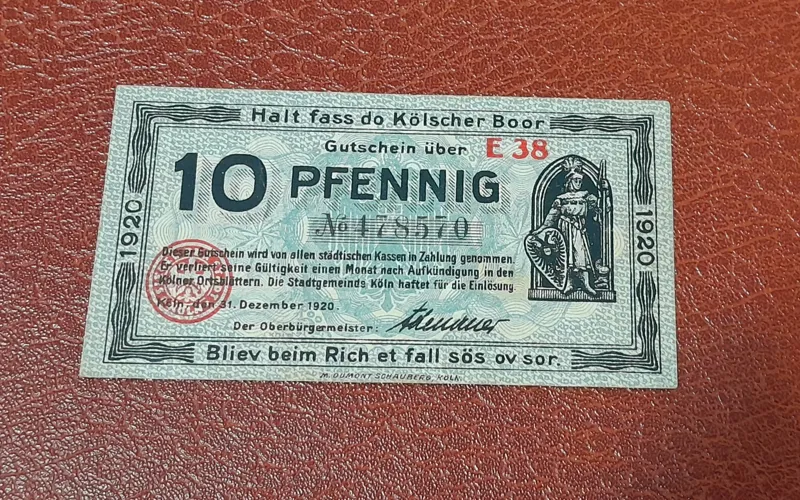 Halt fass do Kölscher Boor
Gutschein über E 38
10 PFENNIG
No 478570
1920
1920
Dieser Gutschein wird von allen städtischen Kassen in Zahlung genommen.
Er verliert seine Gültigkeit einen Monat nach Aufkündigung in den
Kölner Ortsblättern. Die Stadtgemeinds Köln haftet für die Einlösung.
Köln, den 31. Dezember 1920.
Der Oberbürgermeister: Adenauer
Bliev beim Rich et fall sös ov sor.
M. DUMONT SCHAUBERG, KÖLN.